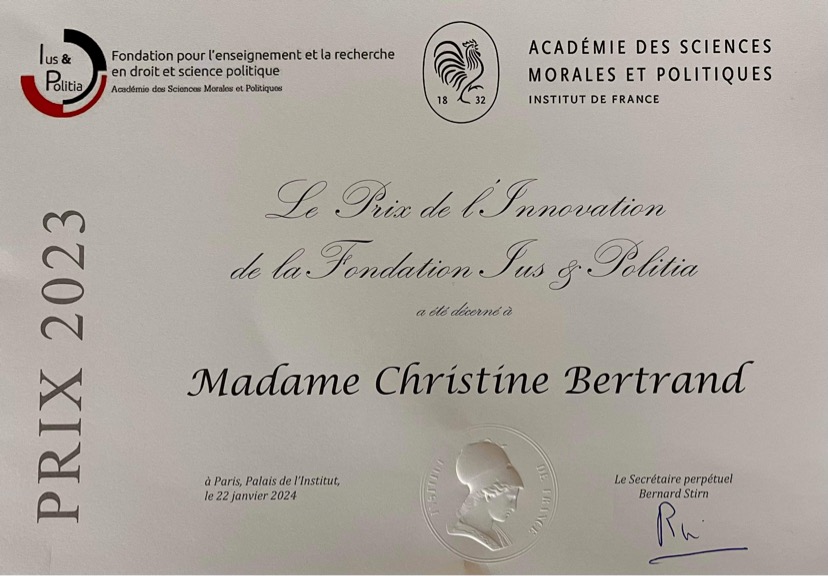 Ius &
Politia
Fondation pour l'enseignement et la recherche
en droit et science politique
Académie des Sciences Morales et Politiques
18 32
ACADÉMIE DES SCIENCES
MORALES ET POLITIQUES
INSTITUT DE FRANCE
PRIX 2023
Le Prix de l'Innovation
de la Fondation Ius & Politia
a été décerné à
Madame Christine Bertrand
à Paris, Palais de l'Institut,
le 22 janvier 2024
INSTITUT DE FRANCE
Le Secrétaire perpétuel
Bernard Stirn